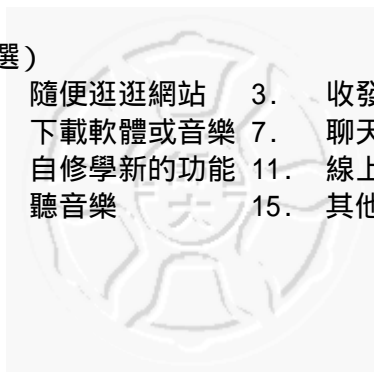 選)
隨便逛逛網站 3. 收發
下載軟體或音樂 7. 聊天
自修學新的功能 11. 線上
聽音樂 15. 其他